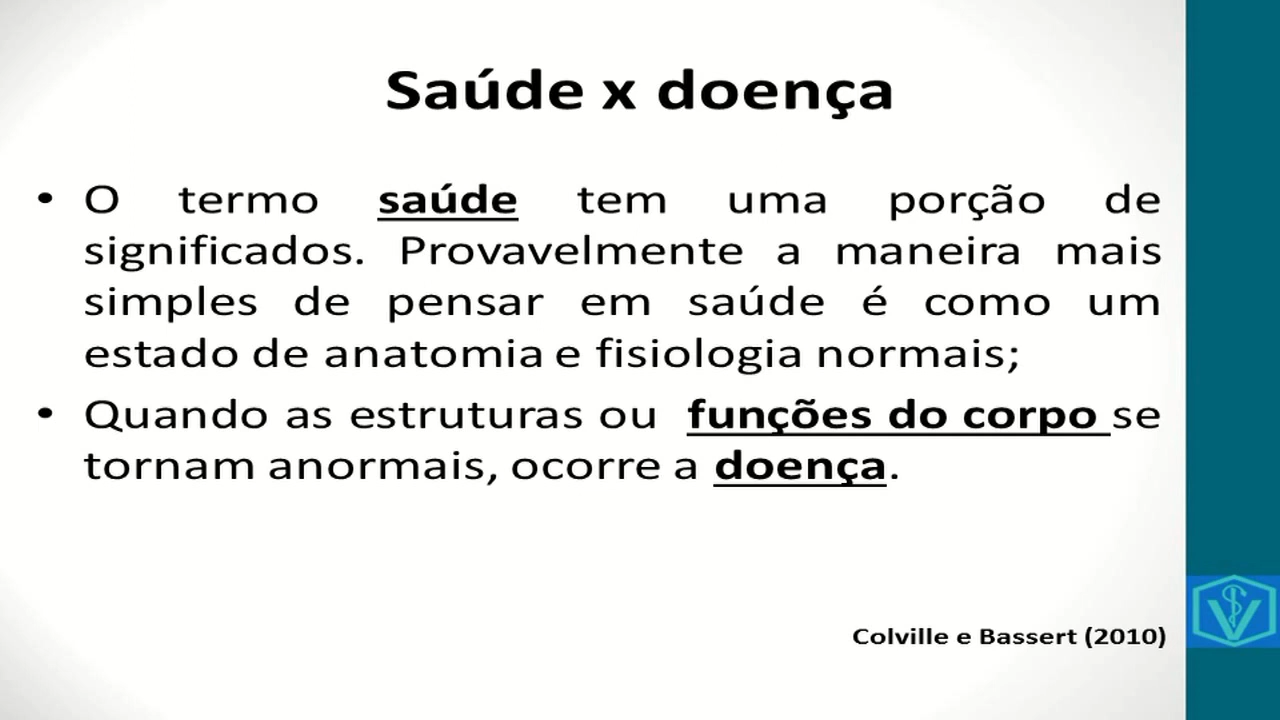 Saúde x doença
• O termo saúde tem uma porção de
significados. Provavelmente a maneira mais
simples de pensar em saúde é como um
estado de anatomia e fisiologia normais;
• Quando as estruturas ou funções do corpo se
tornam anormais, ocorre a doença.
Colville e Bassert (2010)